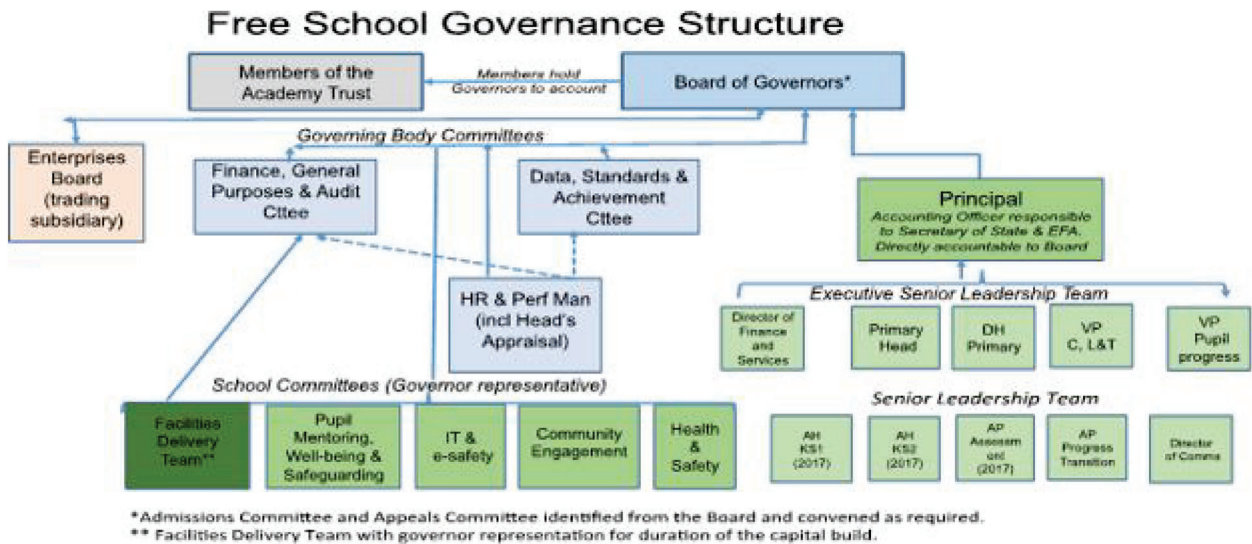 Free School Governance Structure
Members of the
Academy Trust
Members hold
Governors to account
Board of Governors*
Governing Body Committees
Enterprises
Board
(trading
subsidiary)
Finance, General
Purposes & Audit
Cttee
Data, Standards &
Achievement
Cttee
Principal
Accounting Officer responsible
to Secretary of State & EFA.
Directly accountable to Board
HR & Perf Man
(incl Head's
Appraisal)
Executive Senior Leadership Team
Director of
Finance
and
Services
Primary
Head
DH
Primary
VP
C, L&T
VP
Pupil
progress
School Committees (Governor representative)
Facilities
Delivery
Team**
Pupil
Mentoring,
Well-being &
Safeguarding
IT &
e-safety
Community
Engagement
Health
&
Safety
Senior Leadership Team
AH
KS1
(2017)
AH
KS2
(2017)
AP
Assessm
ent
(2017)
AP
Progress
Transition
Director
of Comms
*Admissions Committee and Appeals Committee identified from the Board and convened as required.
** Facilities Delivery Team with governor representation for duration of the capital build.